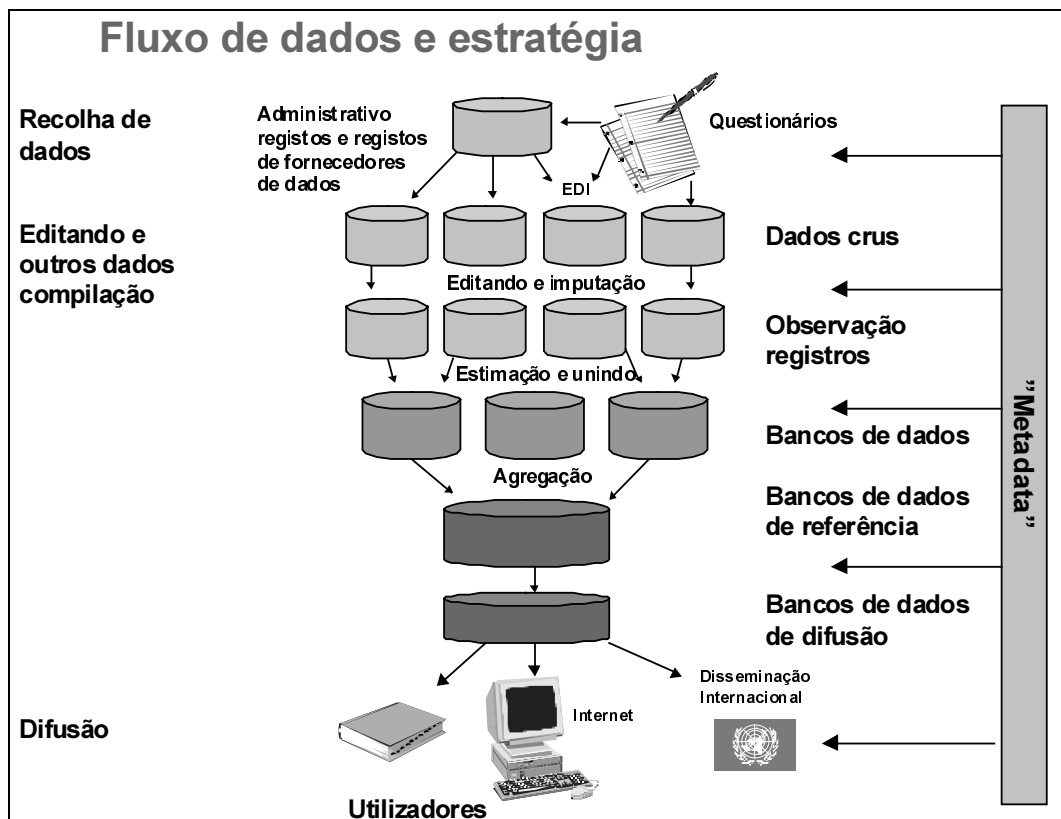 Fluxo de dados e estratégia
Recolha de
dados
Administrativo
registos e registos
de fornecedores
de dados
Questionários
EDI
Editando e
outros dados
compilação
Dados crus
Editando e imputação
Observação
registros
Estimação e unindo
Bancos de dados
Agregação
Bancos de dados
de referência
Bancos de dados
de difusão
Disseminação
Internacional
Internet
Difusão
Utilizadores
”Metadata”